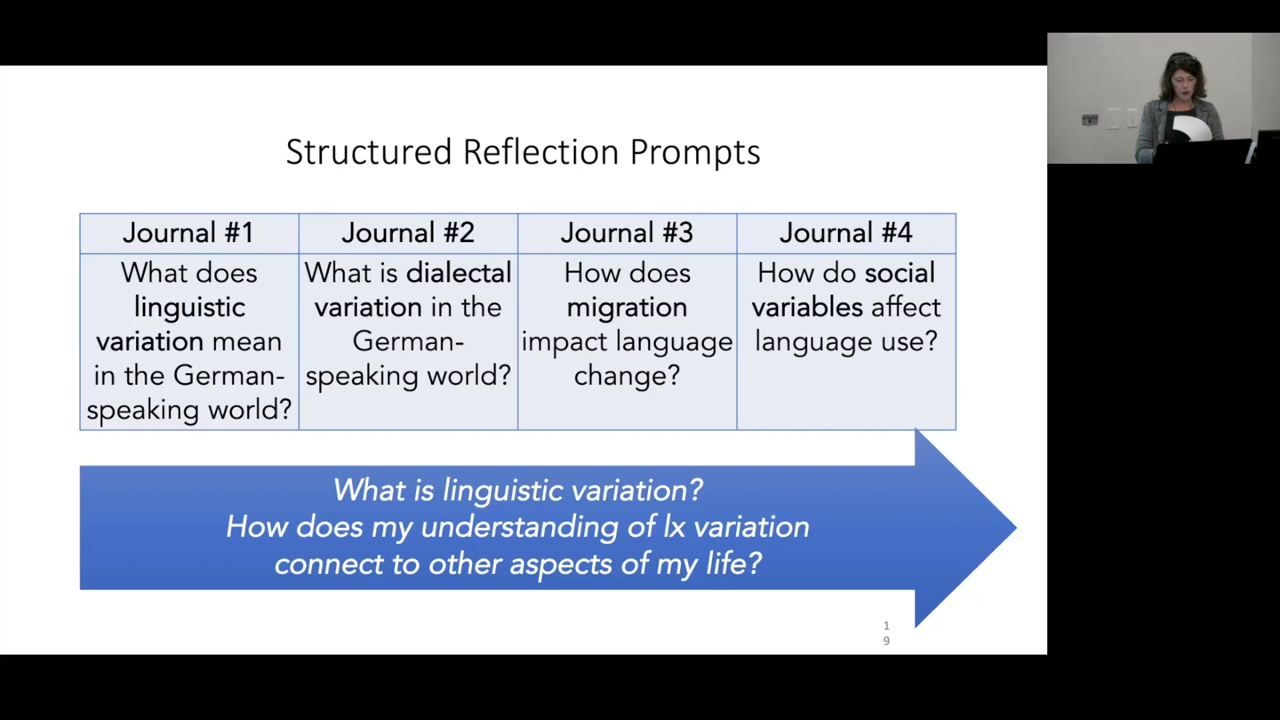 Structured Reflection Prompts
Journal #1
Journal #2
Journal #3
Journal #4
What does
linguistic
variation mean
in the German-
speaking world?
What is dialectal
variation in the
German-
speaking world?
How does
migration
impact language
change?
How do social
variables affect
language use?
What is linguistic variation?
How does my understanding of lx variation
connect to other aspects of my life?
1
9